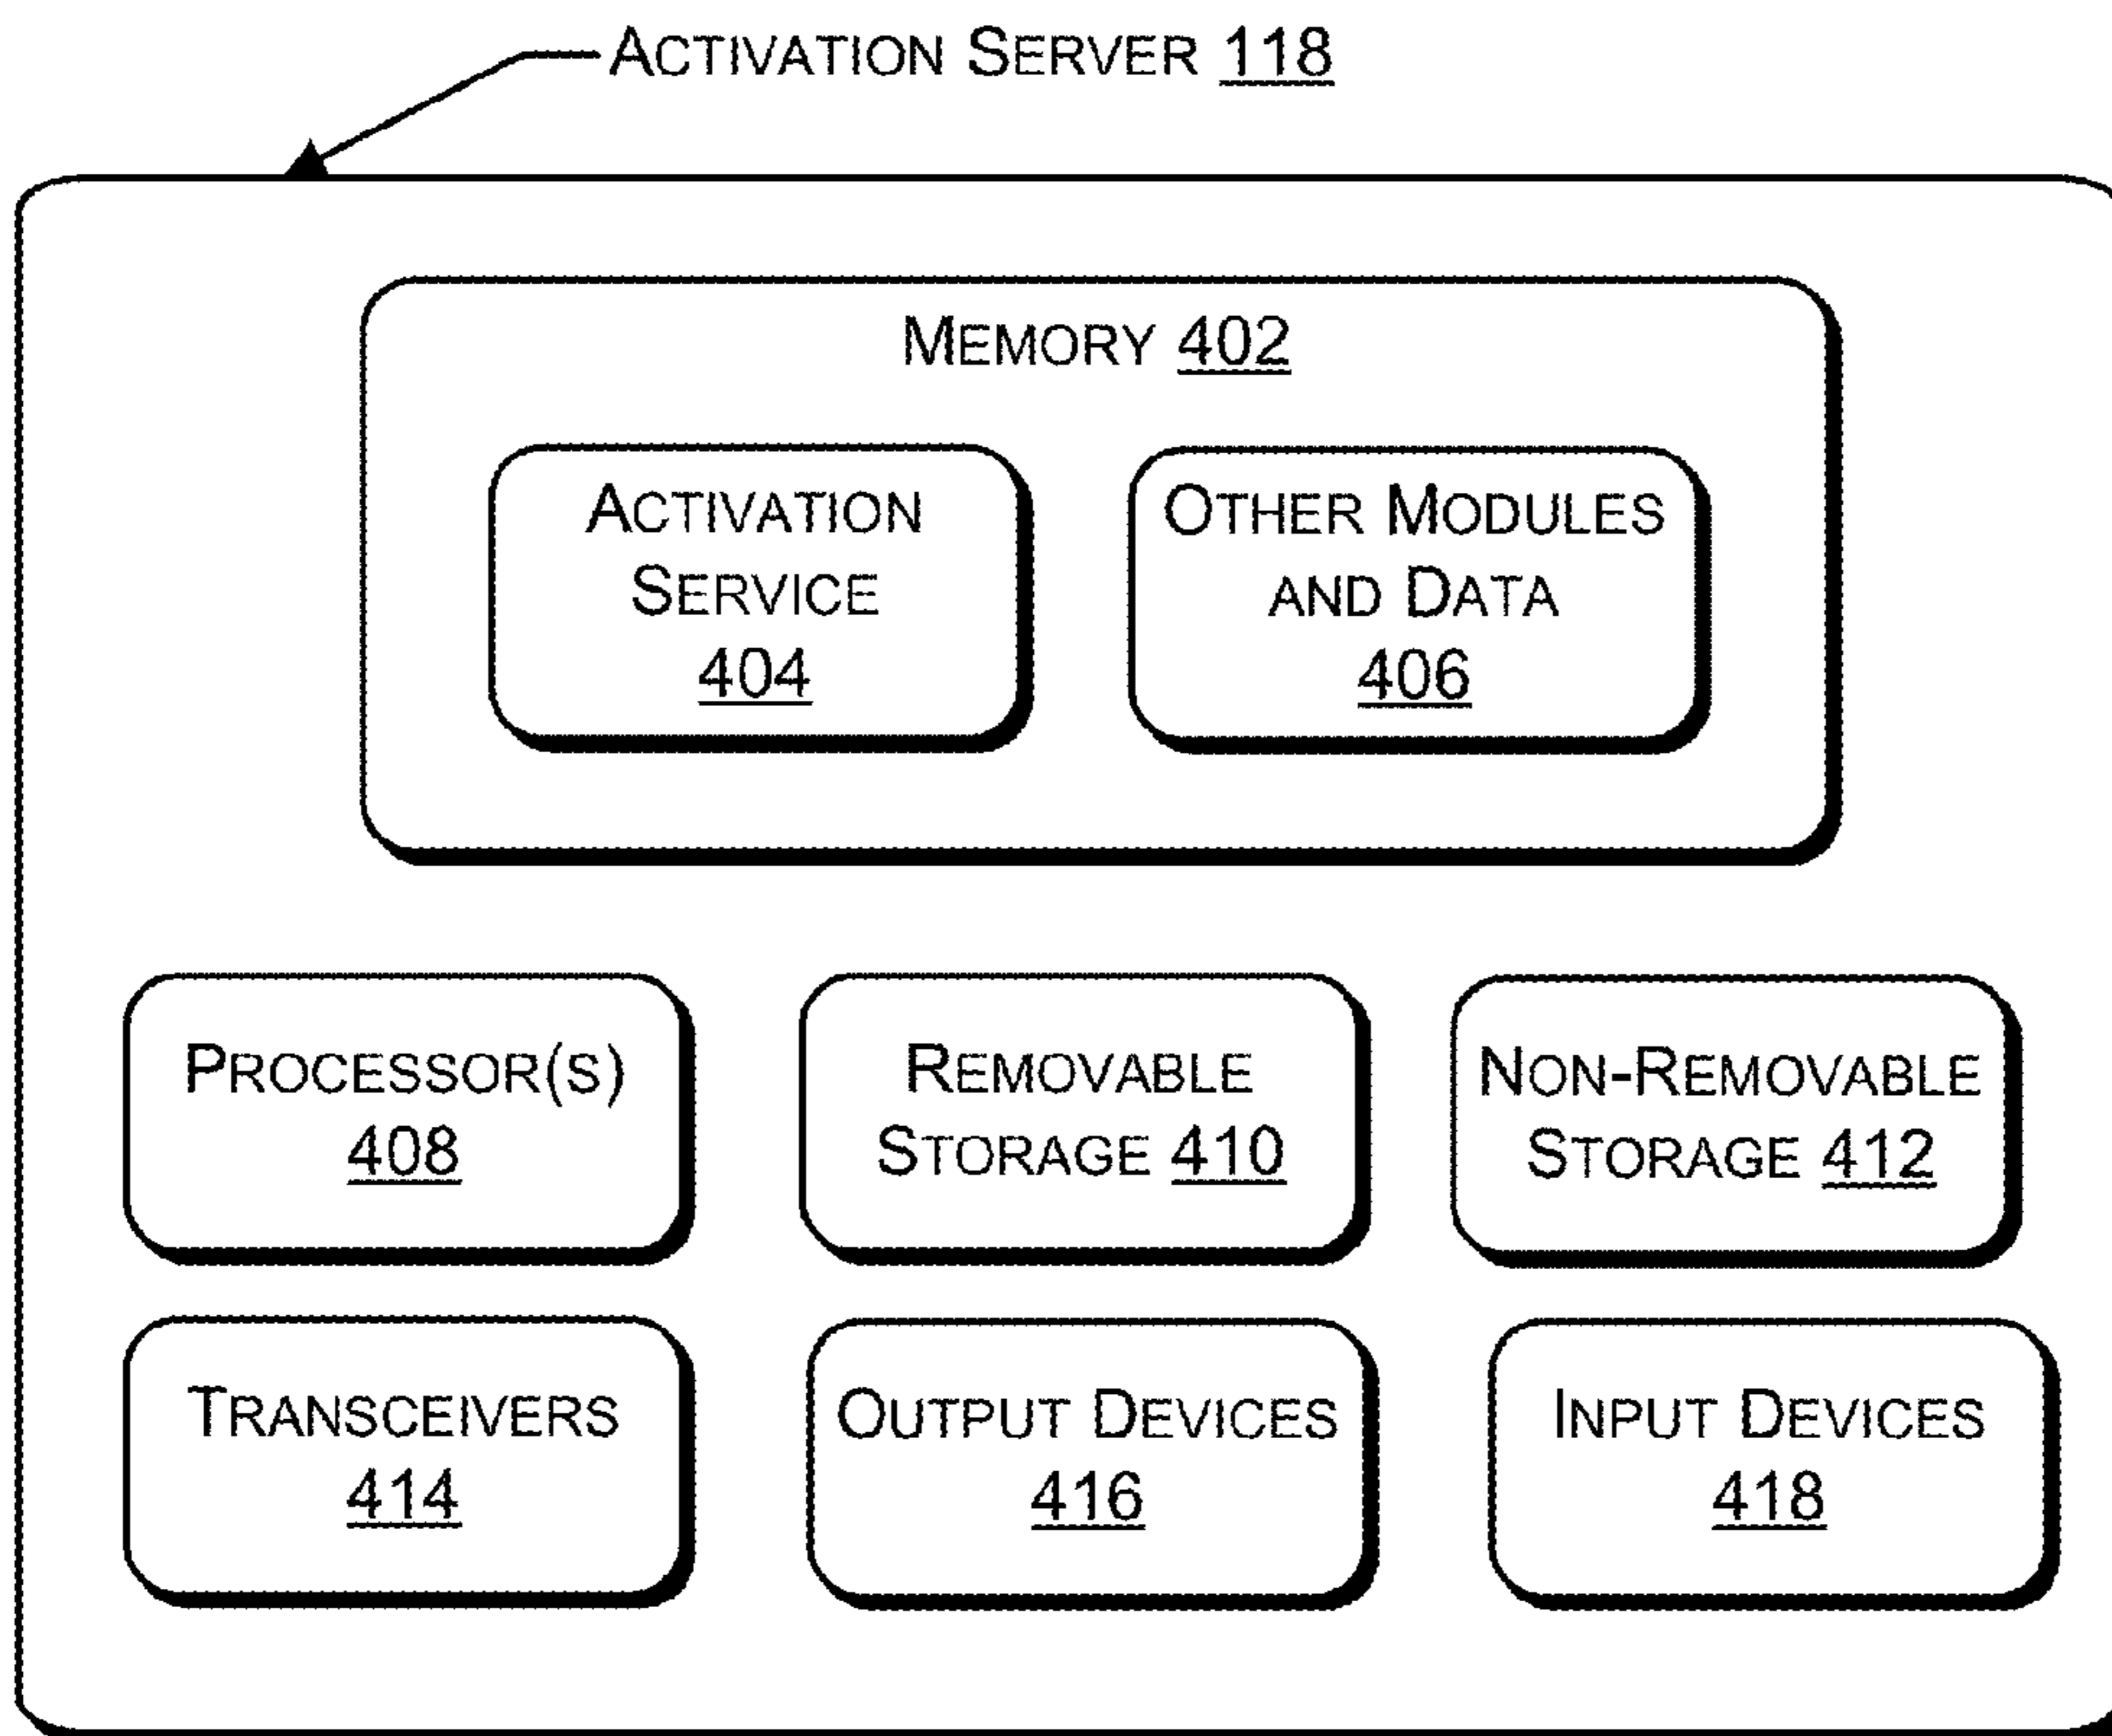 ACTIVATION SERVER 118
MEMORY 402
ACTIVATION
SERVICE
404
OTHER MODULES
AND DATA
406
PROCESSOR(S)
408
REMOVABLE
STORAGE 410
NON-REMOVABLE
STORAGE 412
TRANSCEIVERS
414
OUTPUT DEVICES
416
INPUT DEVICES
418